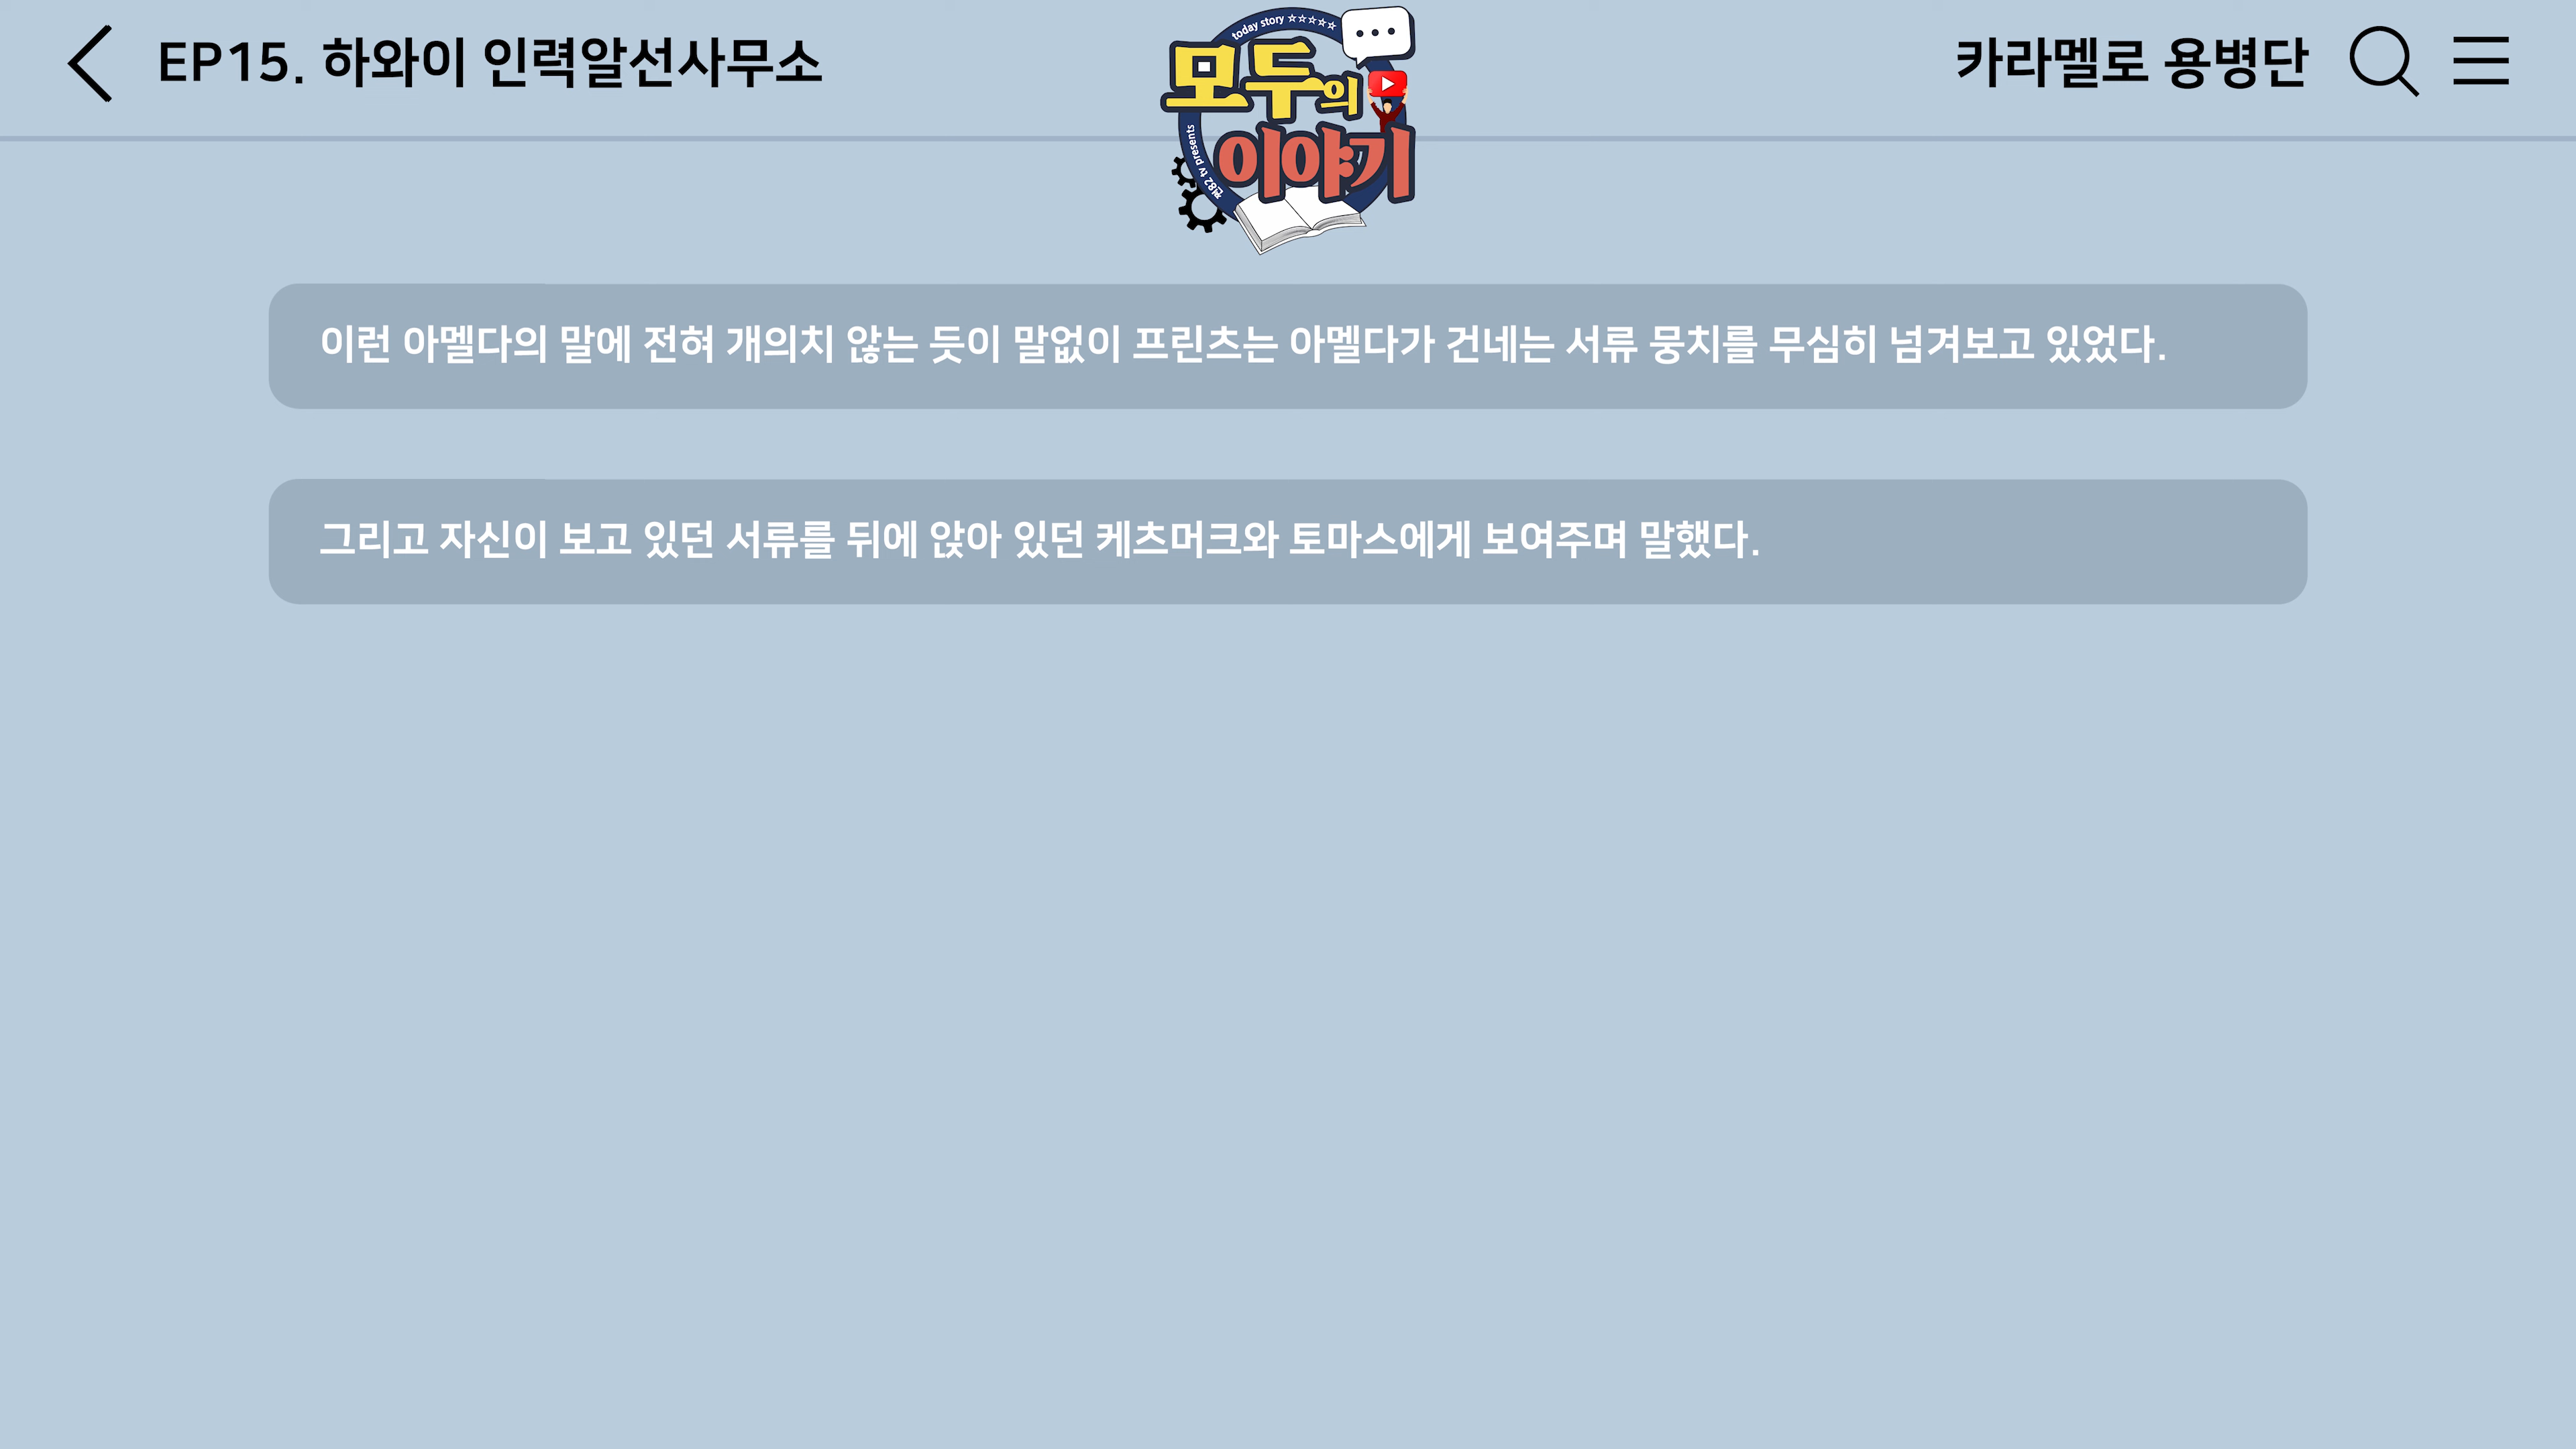 EP15. 하와이 인력알선사무소
today story ☆☆☆☆☆
모두의
이야기
tv presents
카라멜로 용병단
이런 아멜다의 말에 전혀 개의치 않는 듯이 말없이 프린츠는 아멜다가 건네는 서류 뭉치를 무심히 넘겨보고 있었다.
그리고 자신이 보고 있던 서류를 뒤에 앉아 있던 케츠머크와 토마스에게 보여주며 말했다.